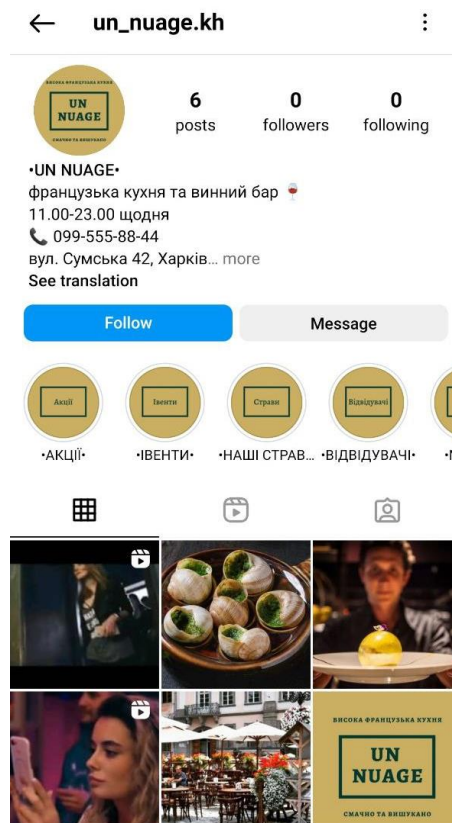 un_nuage.kh
ВИСОКА ФРАНЦУЗЬКА КУХНЯ
UN
NUAGE
СМАЧНО ТА ВИШУКАНО
6
posts
0
followers
0
following
•UN NUAGE•
французька кухня та винний бар
11.00-23.00 щодня
099-555-88-44
вул. Сумська 42, Харків... more
See translation
Follow
Message
Акції
Івенти
Страви
Відвідувачі
•АКЦІЇ•
•ІВЕНТИ•
•НАШІ СТРАВ...
•ВІДВІДУВАЧІ•
ВИСОКА ФРАНЦУЗЬКА КУХНЯ
UN
NUAGE
СМАЧНО ТА ВИШУКАНО